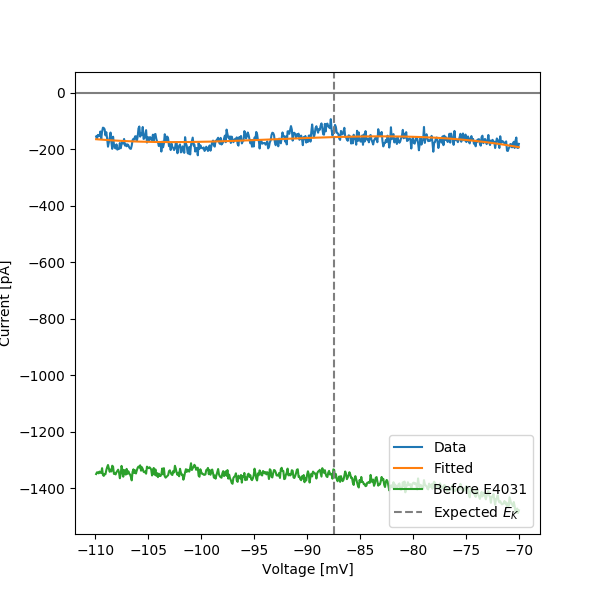 0
−200
−400
−600
−800
−1000
−1200
−1400
Current [pA]
Data
Fitted
Before E4031
Expected E_K
−110 −105 −100 −95 −90 −85 −80 −75 −70
Voltage [mV]